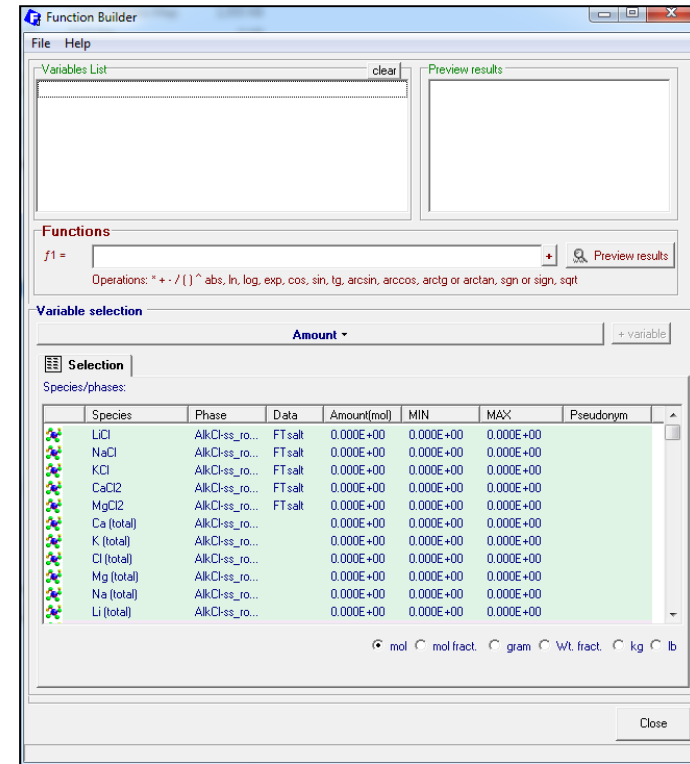 Function Builder
File Help
Variables List clear Preview results
Functions
ƒ1 = + Preview results
Operations: * + - / ( ) ^ abs, ln, log, exp, cos, sin, tg, arcsin, arccos, arctg or arctan, sgn or sign, sqrt
Variable selection
Amount + variable
Selection
Species/phases:
Species Phase Data Amount(mol) MIN MAX Pseudonym
LiCl AlkCl-ss_ro... FTsalt 0.000E+00 0.000E+00 0.000E+00
NaCl AlkCl-ss_ro... FTsalt 0.000E+00 0.000E+00 0.000E+00
KCl AlkCl-ss_ro... FTsalt 0.000E+00 0.000E+00 0.000E+00
CaCl2 AlkCl-ss_ro... FTsalt 0.000E+00 0.000E+00 0.000E+00
MgCl2 AlkCl-ss_ro... FTsalt 0.000E+00 0.000E+00 0.000E+00
Ca (total) AlkCl-ss_ro... 0.000E+00 0.000E+00 0.000E+00
K (total) AlkCl-ss_ro... 0.000E+00 0.000E+00 0.000E+00
Cl (total) AlkCl-ss_ro... 0.000E+00 0.000E+00 0.000E+00
Mg (total) AlkCl-ss_ro... 0.000E+00 0.000E+00 0.000E+00
Na (total) AlkCl-ss_ro... 0.000E+00 0.000E+00 0.000E+00
Li (total) AlkCl-ss_ro... 0.000E+00 0.000E+00 0.000E+00
mol mol fract. gram Wt. fract. kg lb
Close